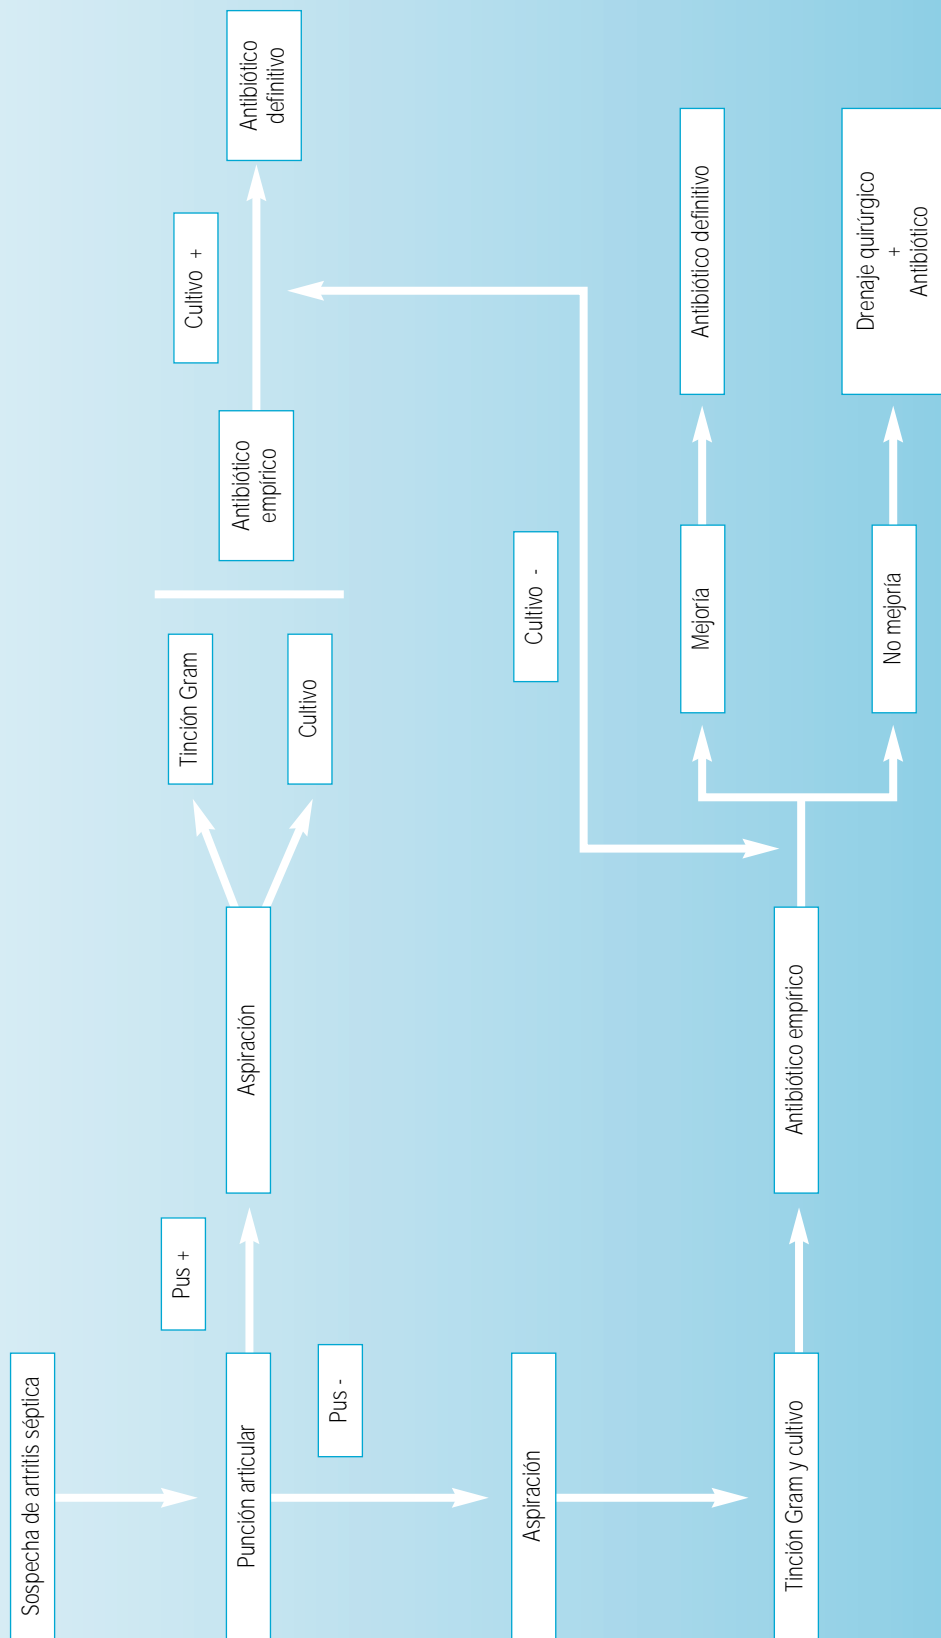 Sospecha de artritis séptica
Punción articular
Pus +
Aspiración
Tinción Gram
Cultivo
Antibiótico
empírico
Cultivo +
Antibiótico
definitivo
Pus -
Aspiración
Cultivo -
Tinción Gram y cultivo
Antibiótico empírico
Mejoría
Antibiótico definitivo
No mejoría
Drenaje quirúrgico
+
Antibiótico